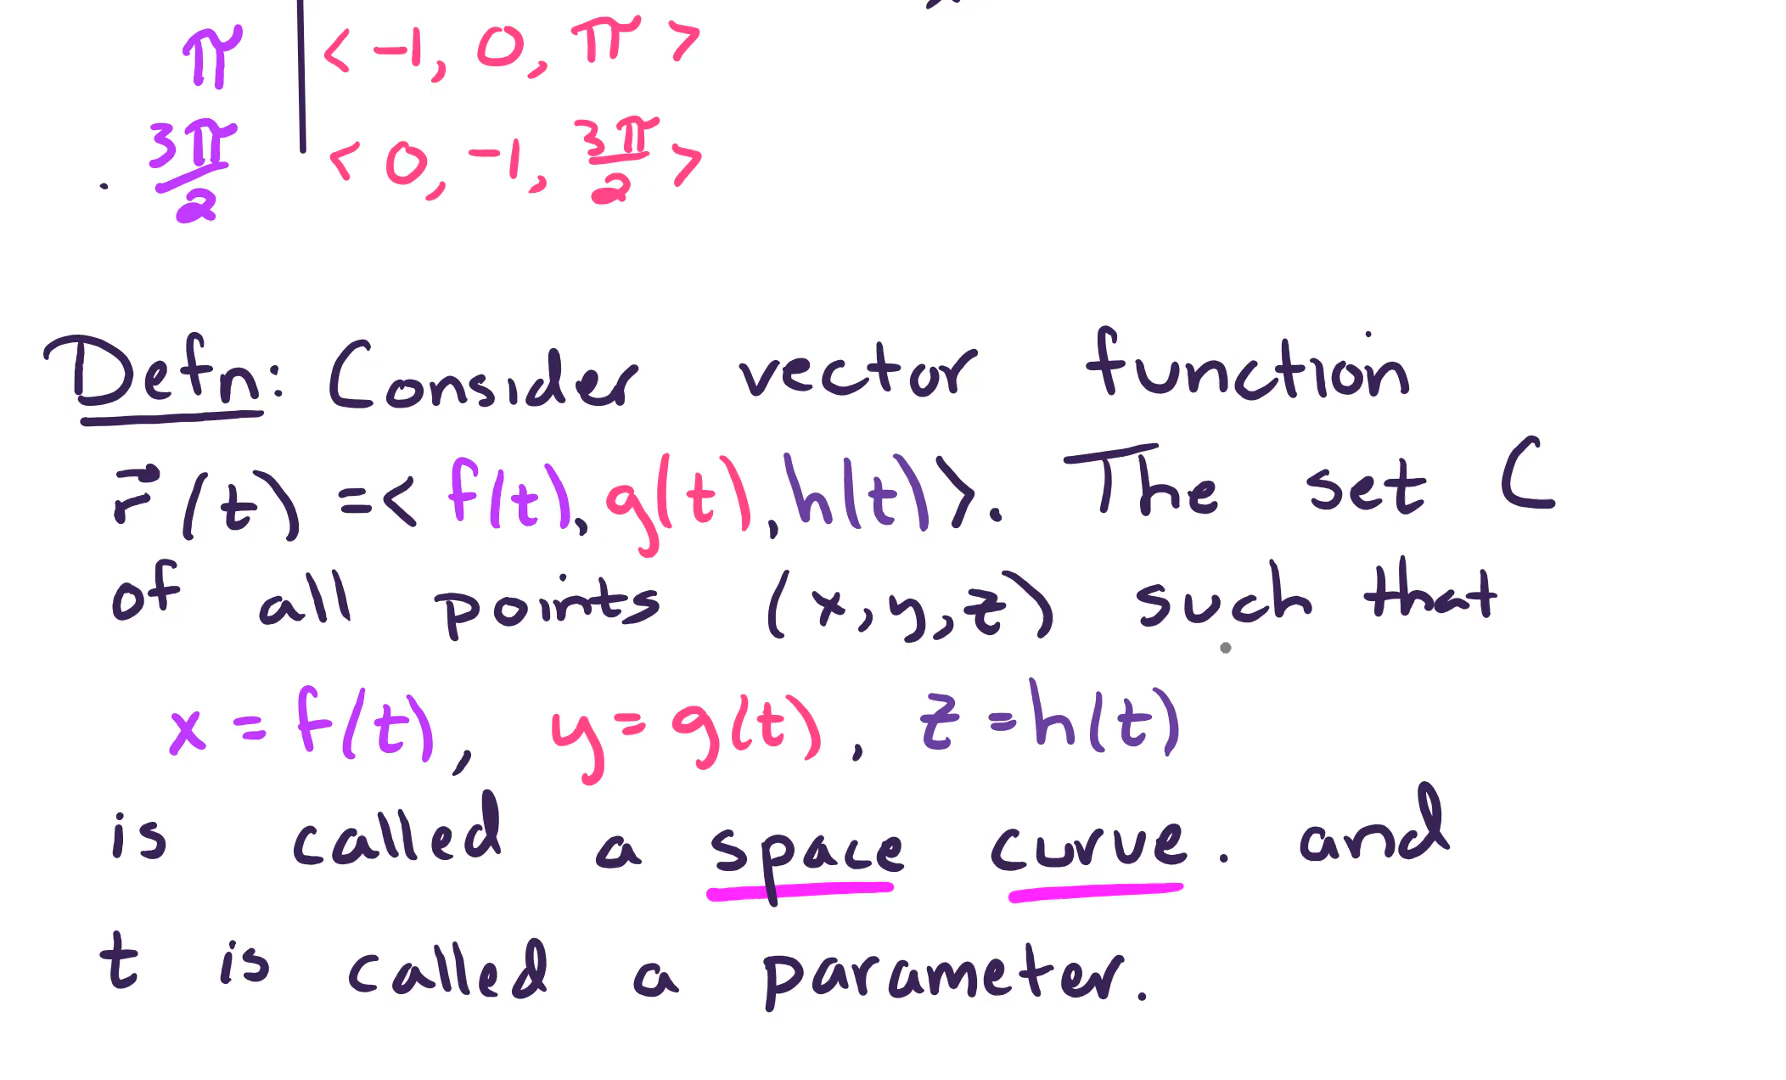 π | < -1, 0, π >
3π/2 | < 0, -1, 3π/2 >
Defn: Consider vector function
r⃗(t) = < f(t), g(t), h(t) >. The set C
of all points (x, y, z) such that
x = f(t), y = g(t), z = h(t)
is called a space curve. and
t is called a parameter.